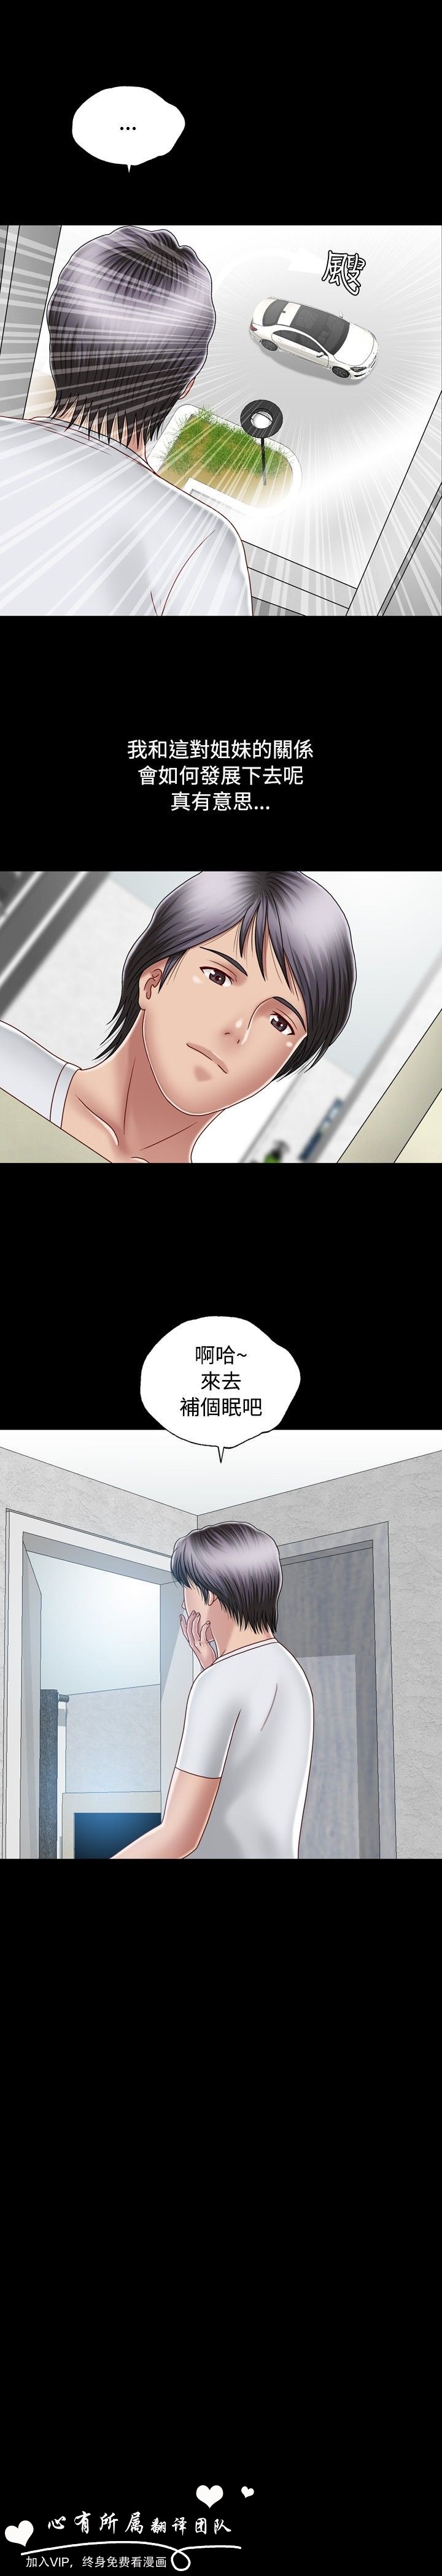 ...
颼
我和這對姐妹的關係
會如何發展下去呢
真有意思...
啊哈~
來去
補個眠吧
心有所属翻译团队
加入VIP，终身免费看漫画